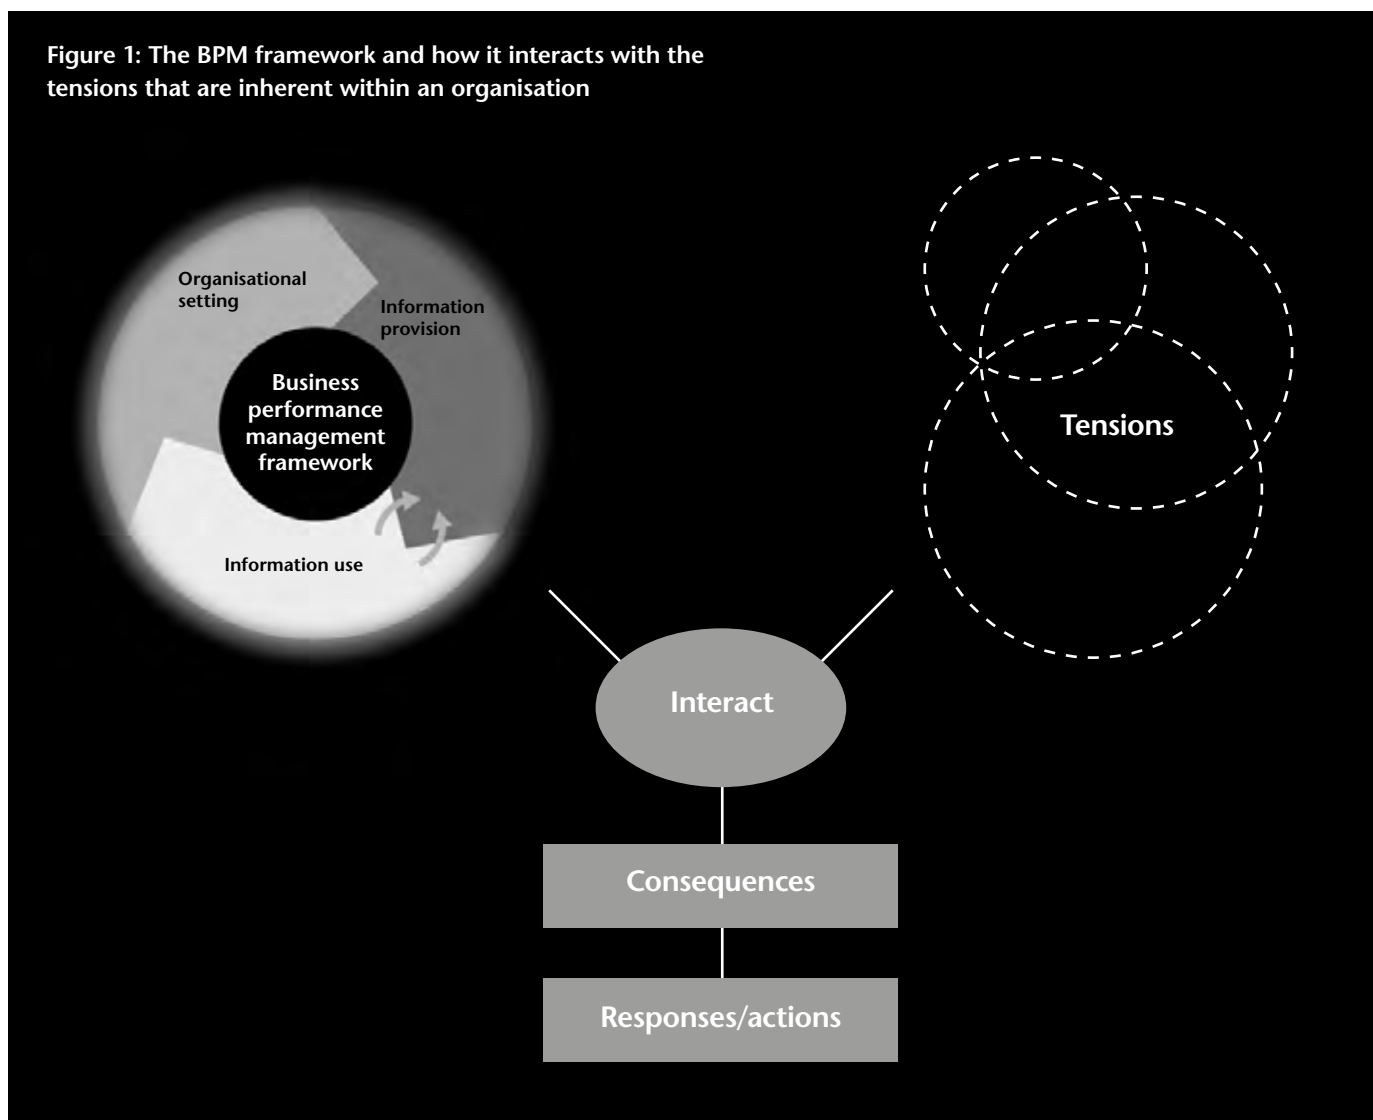 Figure 1: The BPM framework and how it interacts with the
tensions that are inherent within an organisation
Organisational
setting
Information
provision
Business
performance
management
framework
Information use
Tensions
Interact
Consequences
Responses/actions